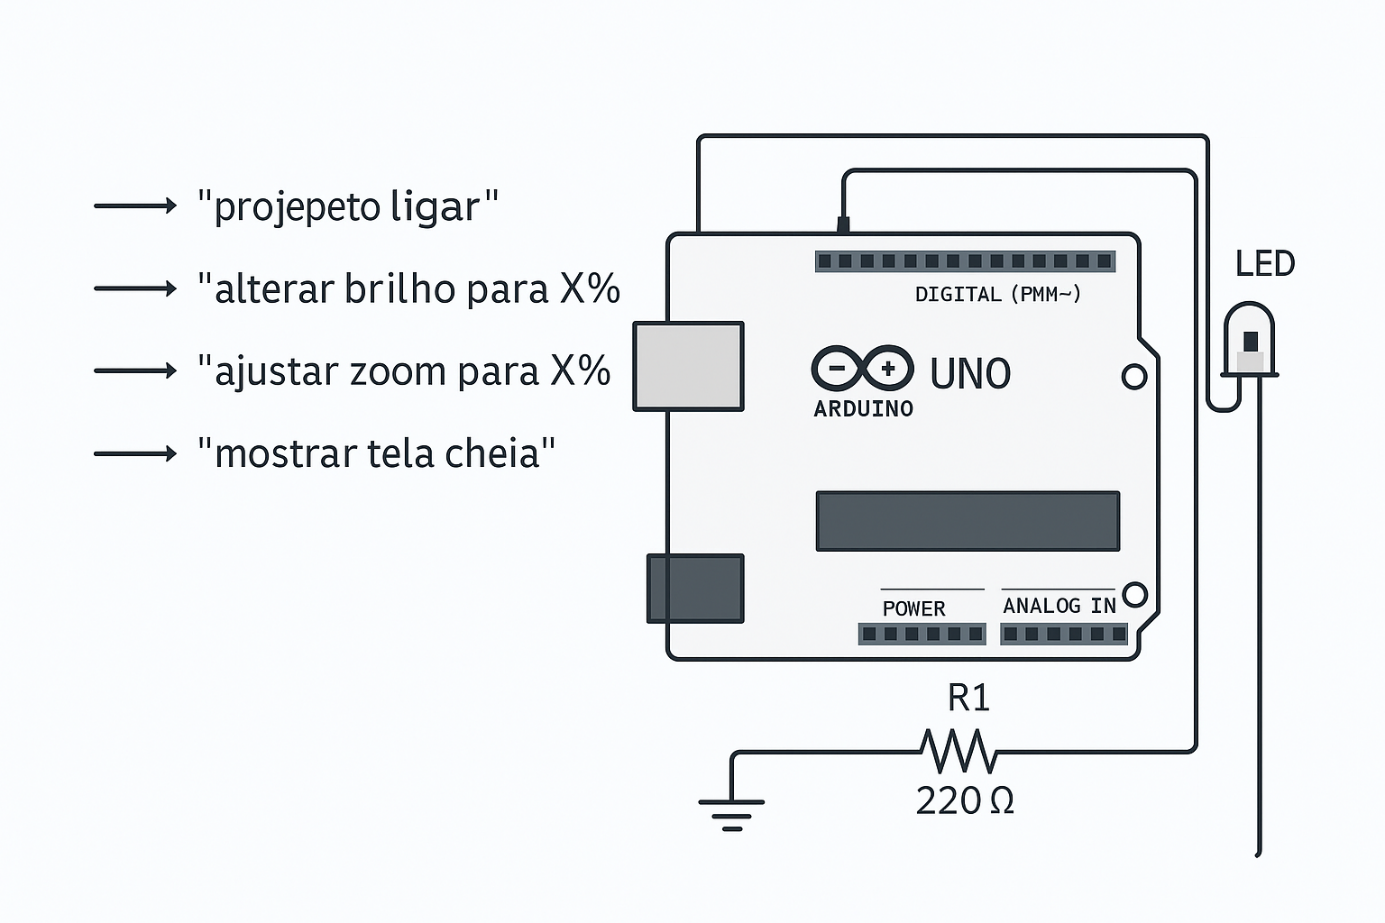 "projepeto ligar"
"alterar brilho para X%
"ajustar zoom para X%
"mostrar tela cheia"
LED
DIGITAL (PMM~)
UNO
ARDUINO
POWER
ANALOG IN
R1
220 Ω